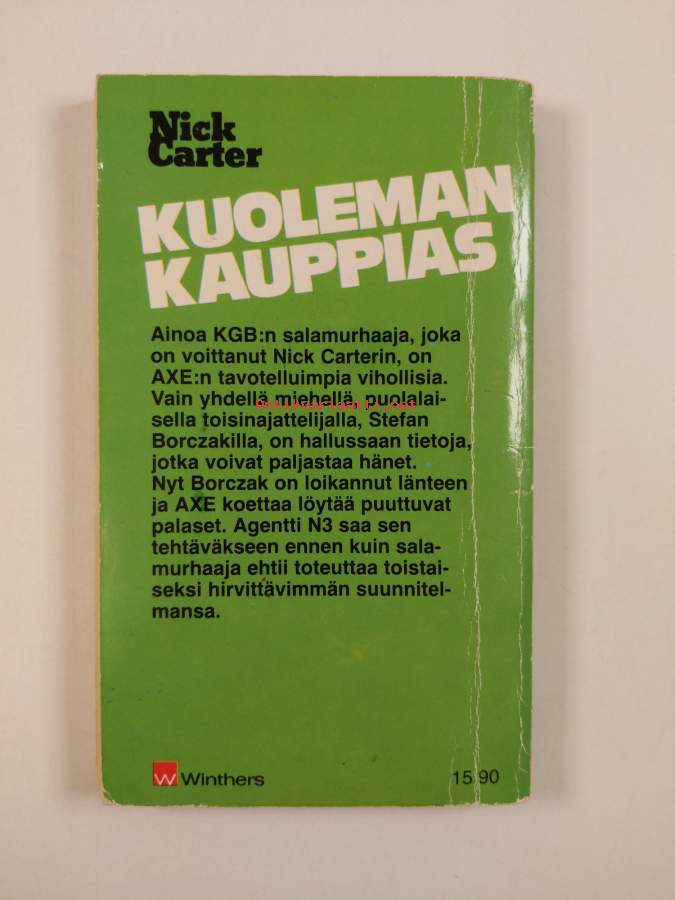 Nick
Carter
KUOLEMAN
KAUPPIAS
Ainoa KGB:n salamurhaaja, joka
on voittanut Nick Carterin, on
AXE:n tavotelluimpia vihollisia.
Vain yhdellä miehellä, puolalai-
sella toisinajattelijalla, Stefan
Borczakilla, on hallussaan tietoja,
jotka voivat paljastaa hänet.
Nyt Borczak on loikannut länteen
ja AXE koettaa löytää puuttuvat
palaset. Agentti N3 saa sen
tehtäväkseen ennen kuin sala-
murhaaja ehtii toteuttaa toistai-
seksi hirvittävimmän suunnitel-
mansa.
W Winthers
15.90